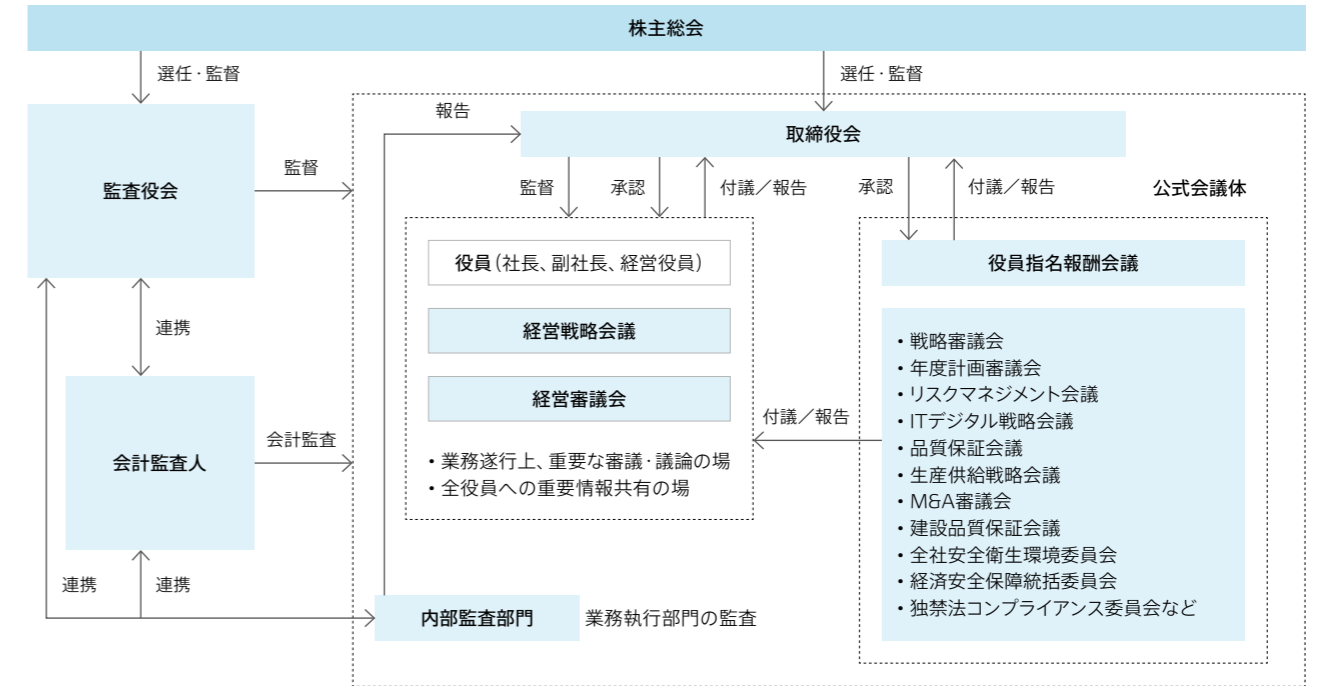 株主総会
選任・監督
選任・監督
監査役会
監督
報告
取締役会
監督
承認
付議／報告
承認
付議／報告
公式会議体
役員（社長、副社長、経営役員）
経営戦略会議
経営審議会
・業務遂行上、重要な審議・議論の場
・全役員への重要情報共有の場
付議／報告
役員指名報酬会議
・戦略審議会
・年度計画審議会
・リスクマネジメント会議
・ITデジタル戦略会議
・品質保証会議
・生産供給戦略会議
・M&A審議会
・建設品質保証会議
・全社安全衛生環境委員会
・経済安全保障統括委員会
・独禁法コンプライアンス委員会など
連携
会計監査人
会計監査
連携
連携
内部監査部門
業務執行部門の監査